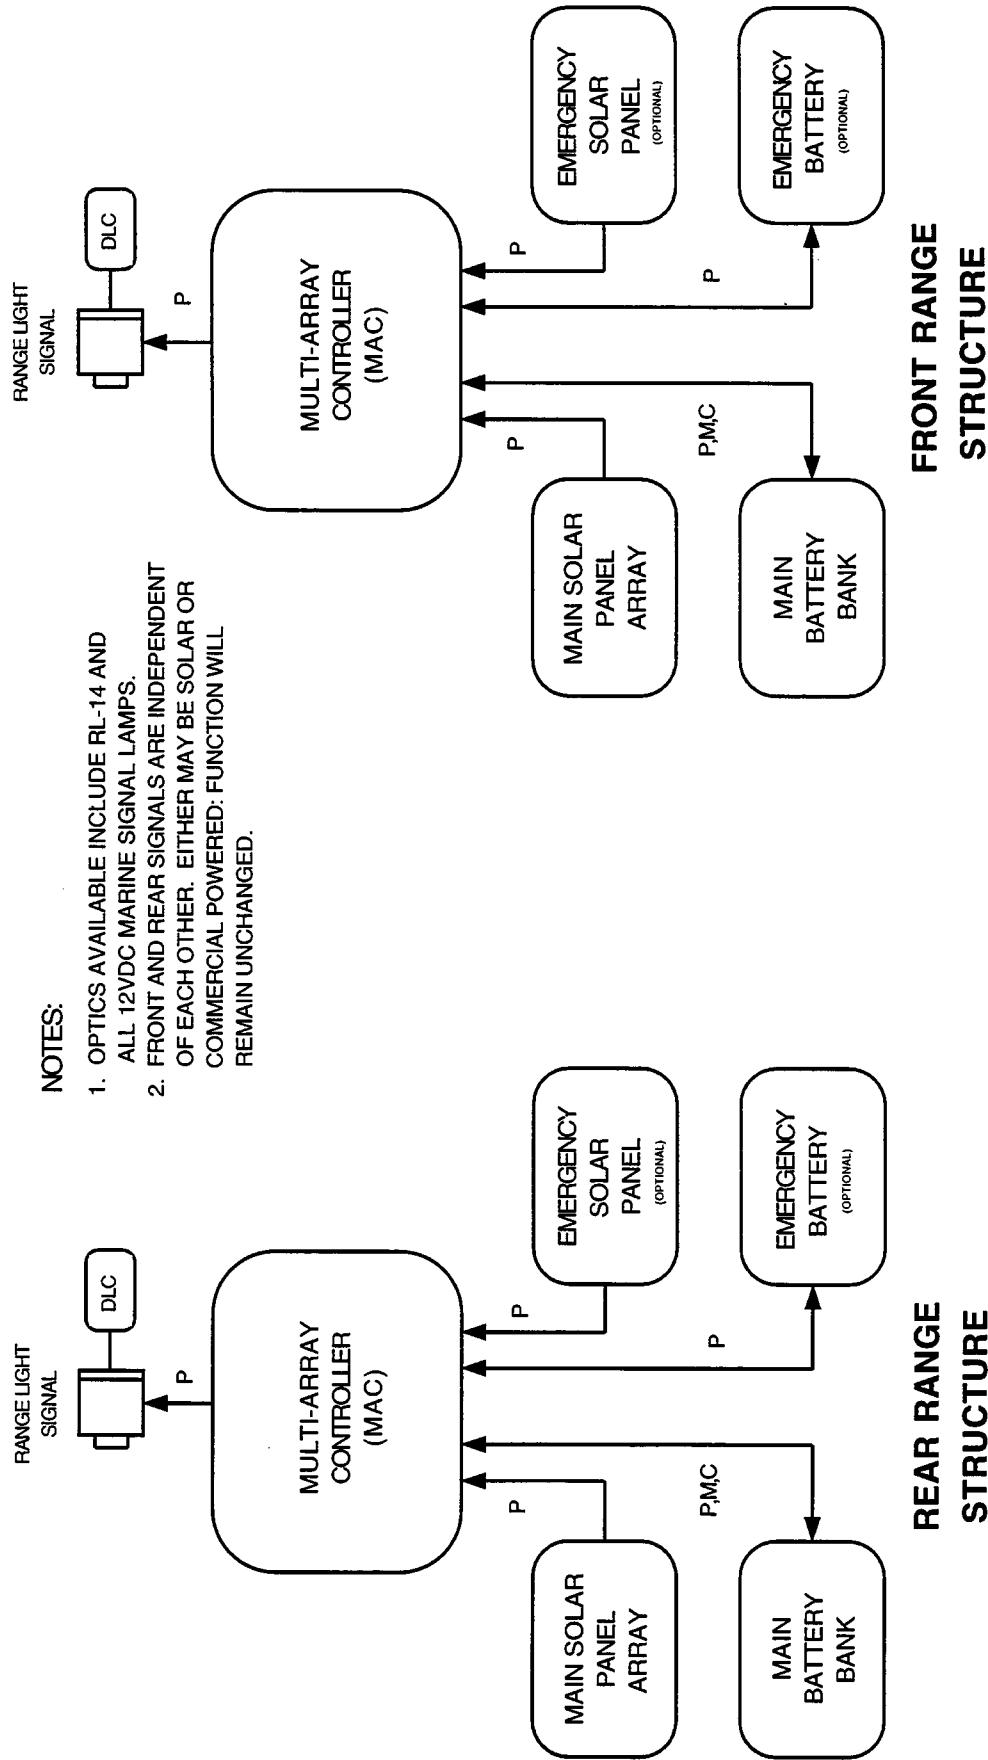 NOTES:
1. OPTICS AVAILABLE INCLUDE RL-14 AND
ALL 12VDC MARINE SIGNAL LAMPS.
2. FRONT AND REAR SIGNALS ARE INDEPENDENT
OF EACH OTHER. EITHER MAY BE SOLAR OR
COMMERCIAL POWERED: FUNCTION WILL
REMAIN UNCHANGED.
RANGE LIGHT
SIGNAL
DLC
P
MULTI-ARRAY
CONTROLLER
(MAC)
P
P
MAIN SOLAR
PANEL
ARRAY
EMERGENCY
SOLAR
PANEL
(OPTIONAL)
P,M,C
P
MAIN
BATTERY
BANK
EMERGENCY
BATTERY
(OPTIONAL)
REAR RANGE
STRUCTURE
RANGE LIGHT
SIGNAL
DLC
P
MULTI-ARRAY
CONTROLLER
(MAC)
P
P
MAIN SOLAR
PANEL
ARRAY
EMERGENCY
SOLAR
PANEL
(OPTIONAL)
P,M,C
P
MAIN
BATTERY
BANK
EMERGENCY
BATTERY
(OPTIONAL)
FRONT RANGE
STRUCTURE